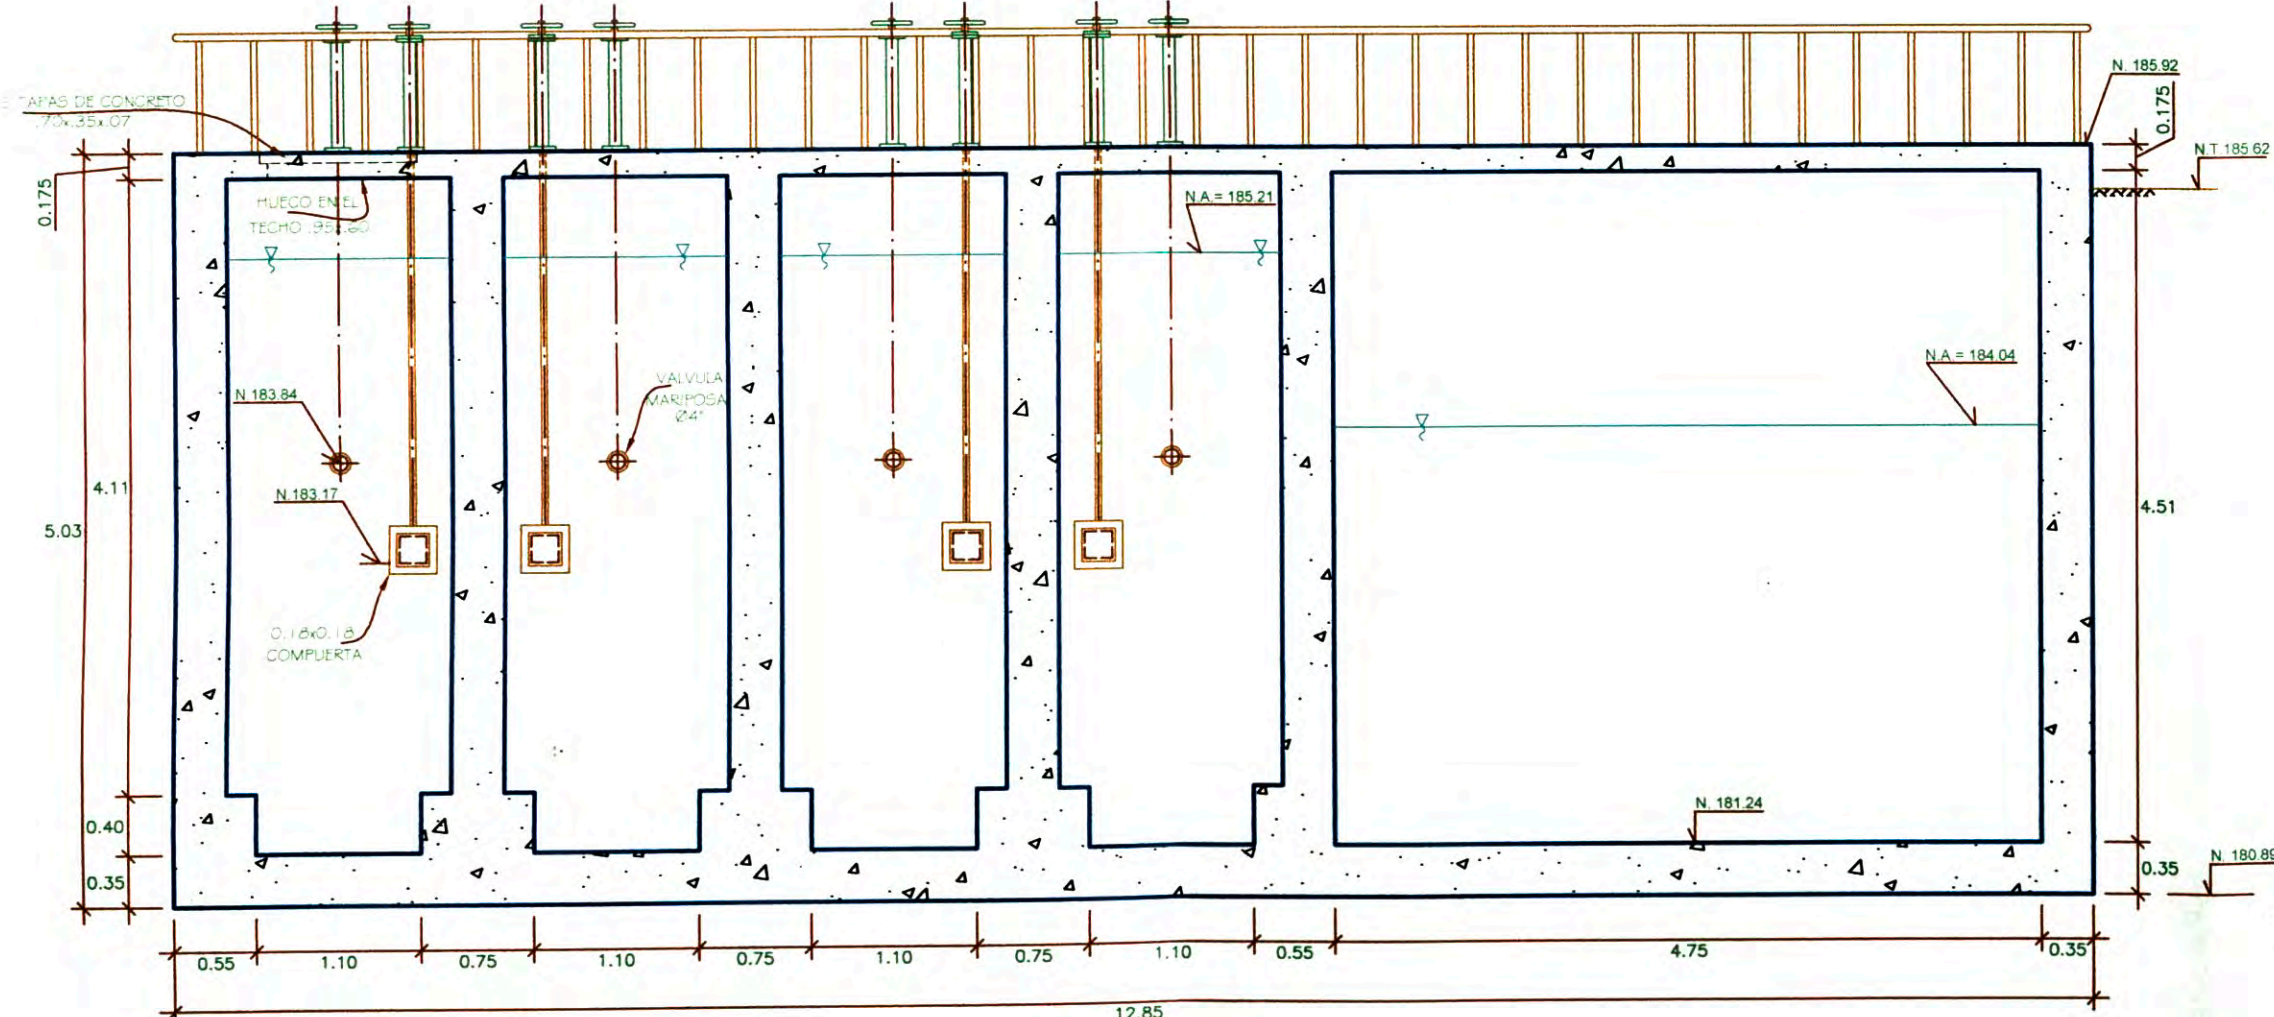 N. 185.92
0.175
N.T 185.62
TAPAS DE CONCRETO
.70x.35x.07
0.175
HUECO EN EL
TECHO .95x.60
N.A.= 185.21
N.A.= 184.04
VALVULA
MARIPOSA
Ø4"
N 183.84
N.183.17
4.11
5.03
4.51
0.18x0.18
COMPUERTA
N. 181.24
0.40
0.35
N. 180.89
0.35
0.55
1.10
0.75
1.10
0.75
1.10
0.75
1.10
0.55
4.75
0.35
12.85